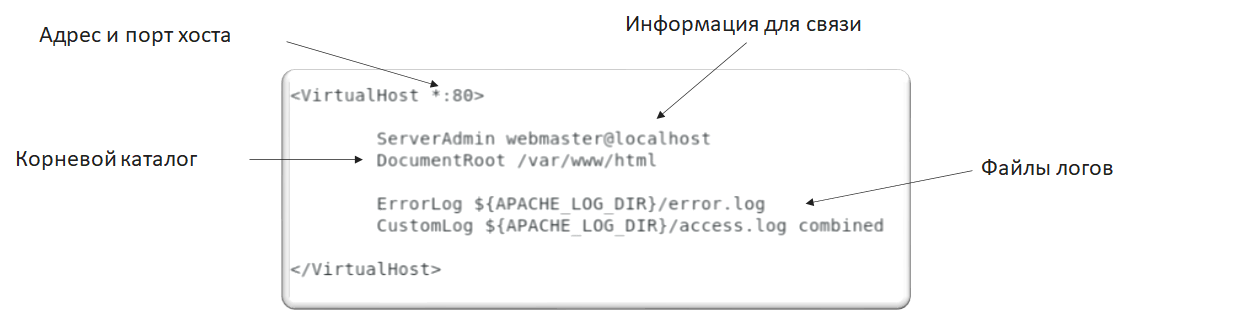 Адрес и порт хоста
Информация для связи
<VirtualHost *:80>
ServerAdmin webmaster@localhost
Корневой каталог
DocumentRoot /var/www/html
Файлы логов
ErrorLog ${APACHE_LOG_DIR}/error.log
CustomLog ${APACHE_LOG_DIR}/access.log combined
</VirtualHost>